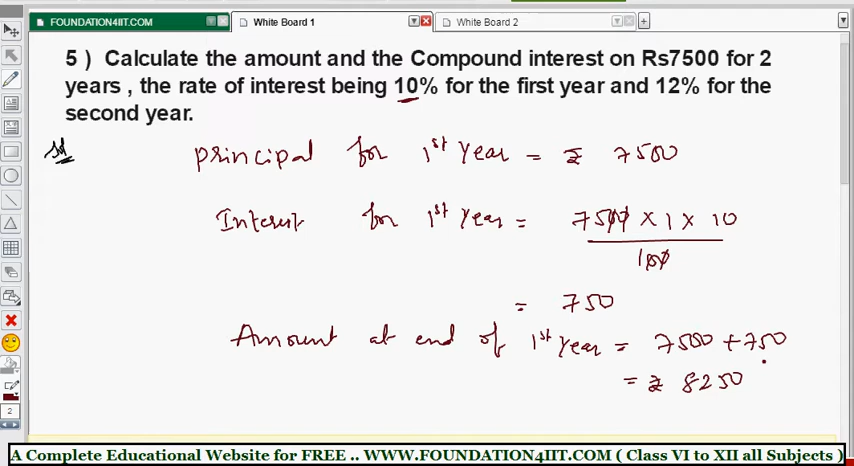 FOUNDATION4IIT.COM White Board 1 White Board 2
5 ) Calculate the amount and the Compound interest on Rs7500 for 2
years , the rate of interest being 10% for the first year and 12% for the
second year.
Sol principal for 1st Year = ₹ 7500
Interest for 1st Year = 7500 × 1 × 10
100
= 750
Amount at end of 1st Year = 7500 + 750
= ₹ 8250
2
A Complete Educational Website for FREE .. WWW.FOUNDATION4IIT.COM ( Class VI to XII all Subjects )